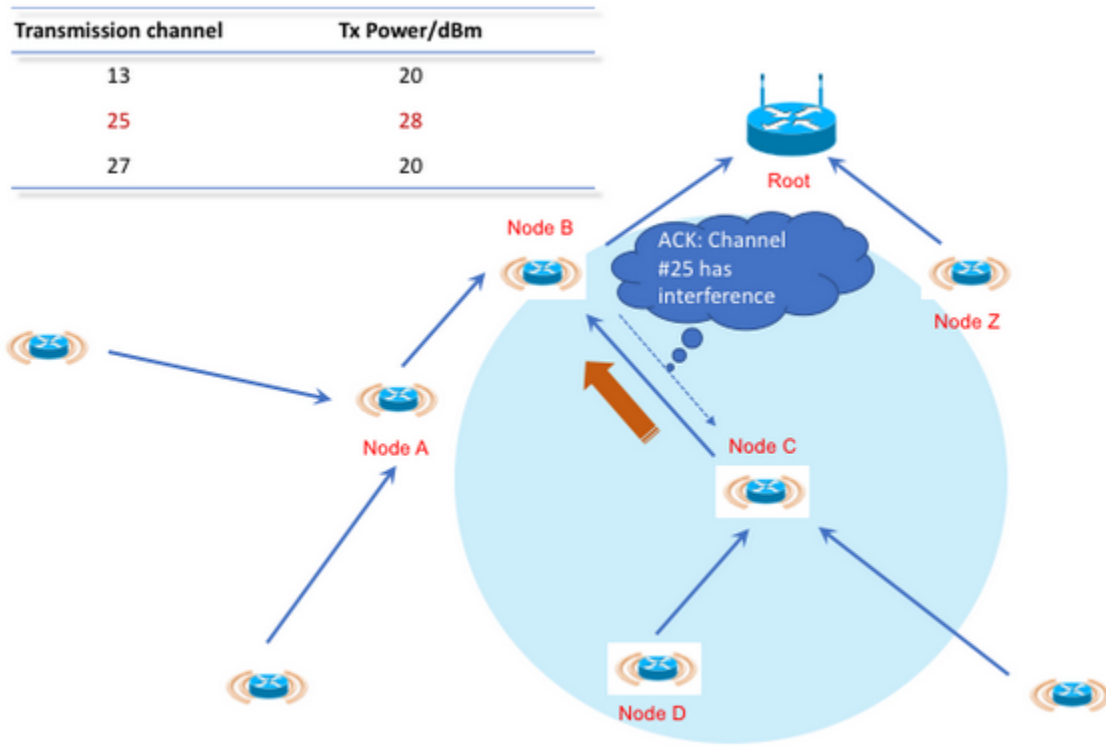 Transmission channel Tx Power/dBm
13 20
25 28
27 20
Root
Node B
ACK: Channel
#25 has
interference
Node Z
Node A
Node C
Node D